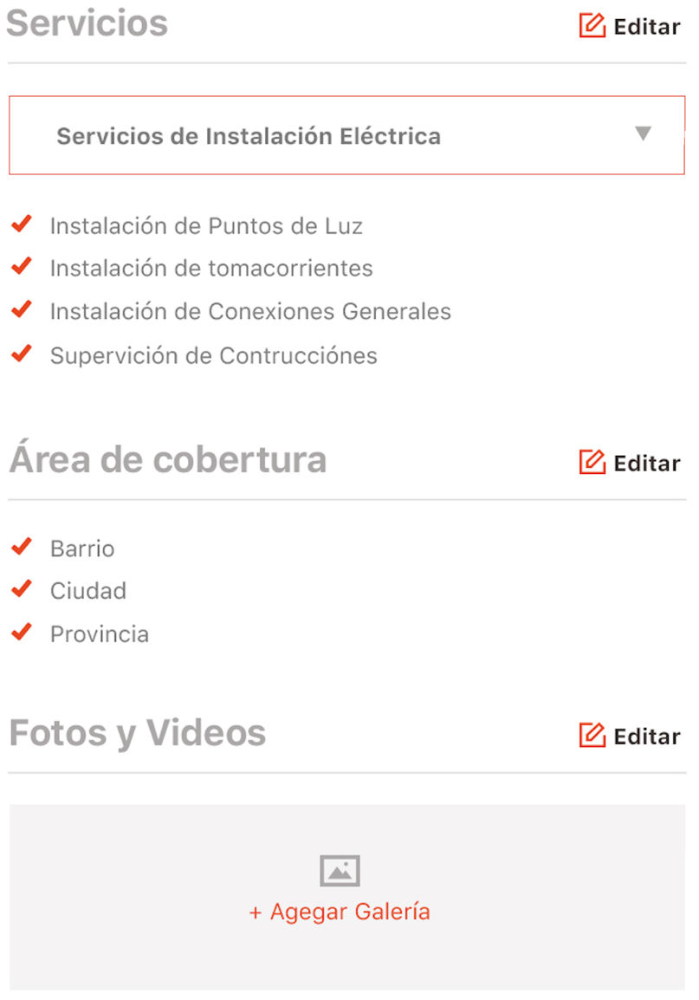 Servicios
Editar
Servicios de Instalación Eléctrica
Instalación de Puntos de Luz
Instalación de tomacorrientes
Instalación de Conexiones Generales
Supervición de Contrucciónes
Área de cobertura
Editar
Barrio
Ciudad
Provincia
Fotos y Videos
Editar
+ Agegar Galería